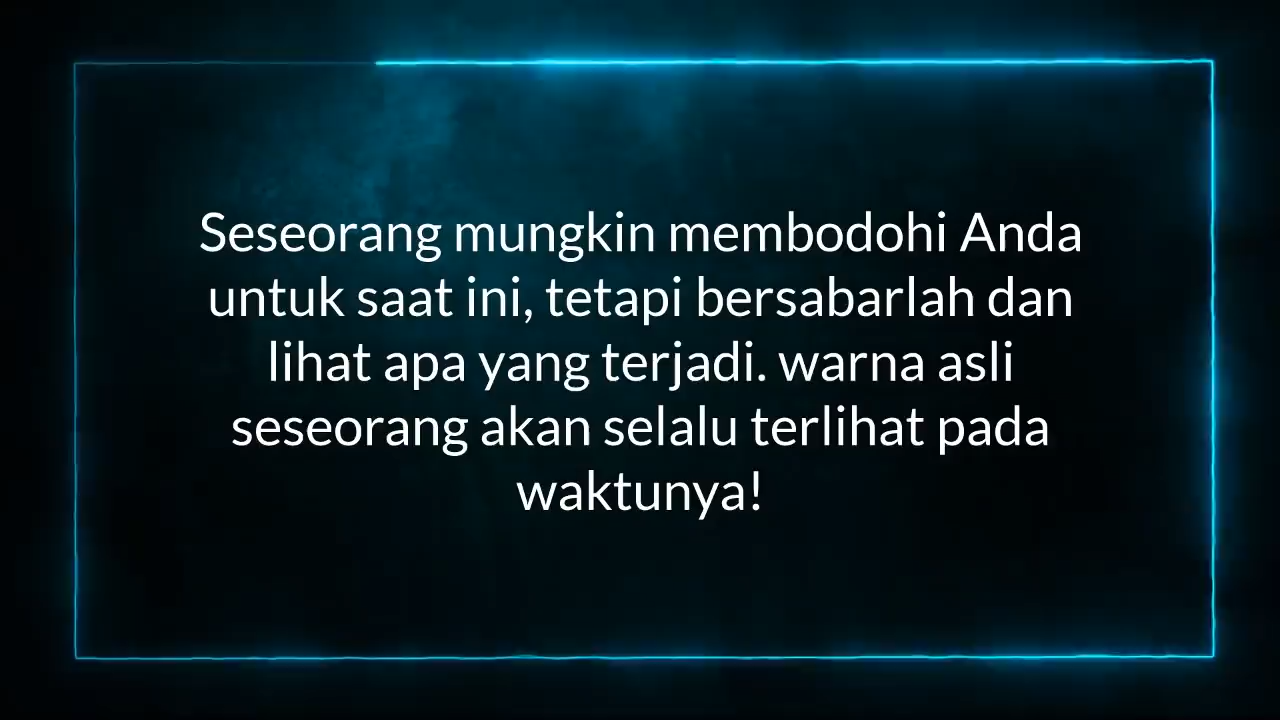 Seseorang mungkin membodohi Anda
untuk saat ini, tetapi bersabarlah dan
lihat apa yang terjadi. warna asli
seseorang akan selalu terlihat pada
waktunya!